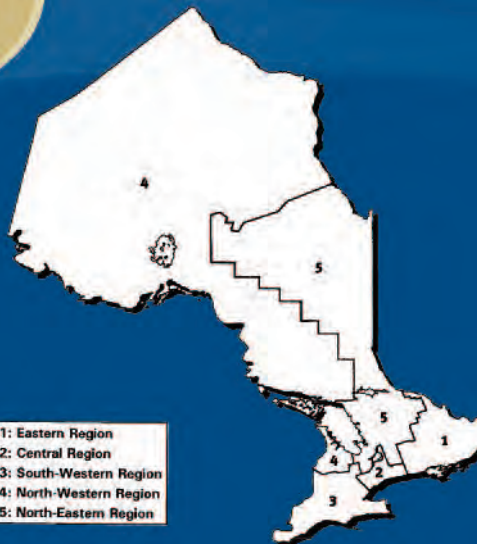 4
5
5
1
4
2
3
1: Eastern Region
2: Central Region
3: South-Western Region
4: North-Western Region
5: North-Eastern Region